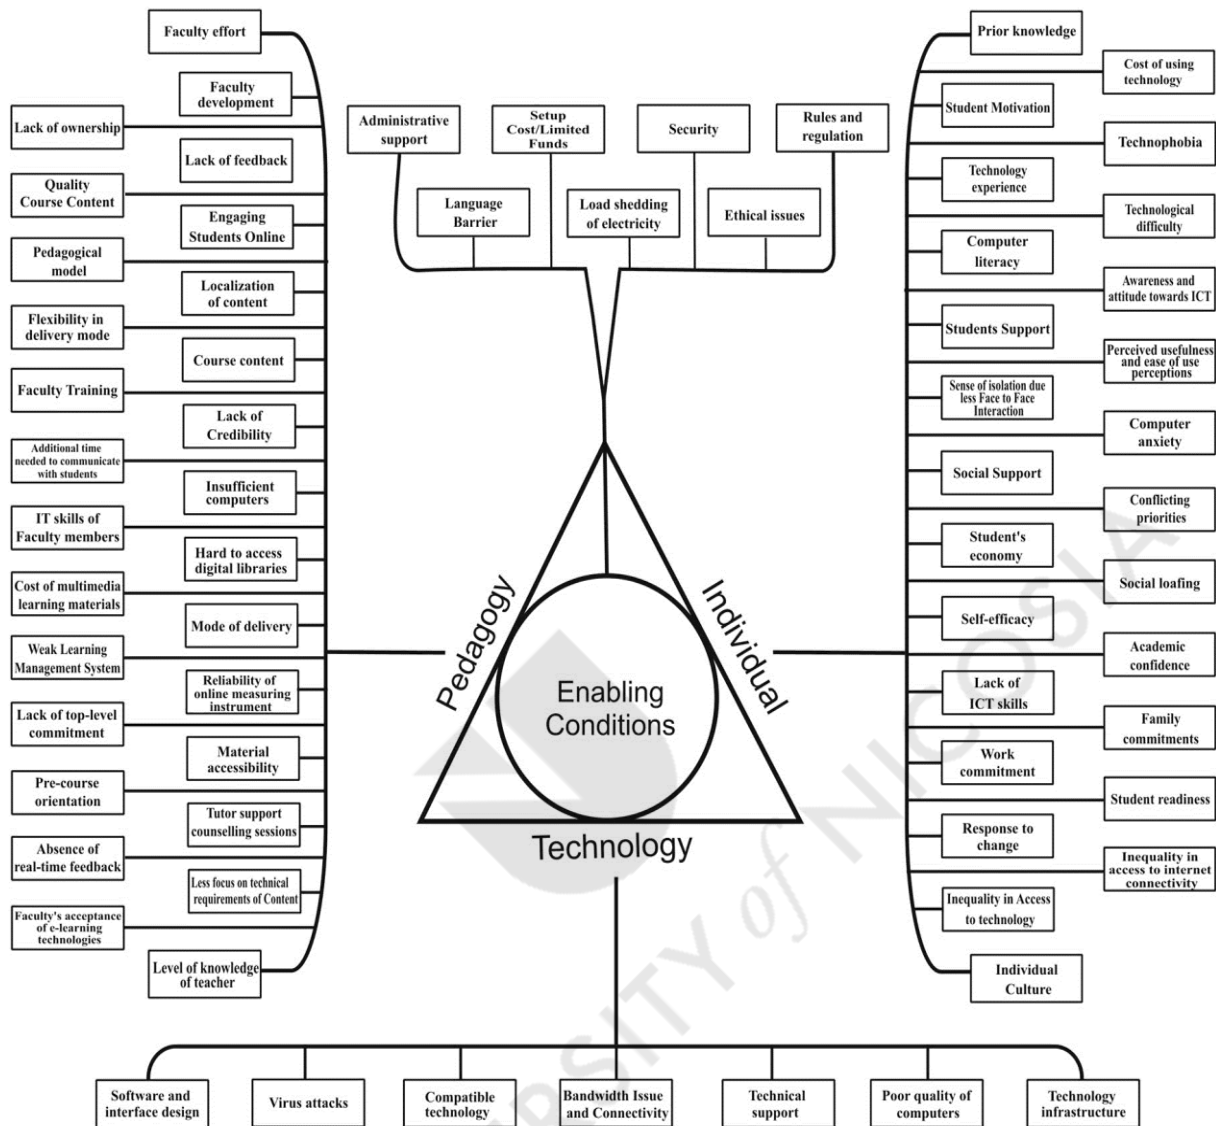 Faculty effort
Faculty
development
Lack of ownership
Lack of feedback
Quality
Course Content
Engaging
Students Online
Pedagogical
model
Localization
of content
Flexibility in
delivery mode
Course content
Faculty Training
Lack of
Credibility
Additional time
needed to communicate
with students
Insufficient
computers
IT skills of
Faculty members
Hard to access
digital libraries
Cost of multimedia
learning materials
Mode of delivery
Weak Learning
Management System
Reliability of
online measuring
instrument
Lack of top-level
commitment
Material
accessibility
Pre-course
orientation
Tutor support
counselling sessions
Absence of
real-time feedback
Less focus on technical
requirements of Content
Faculty's acceptance
of e-learning
technologies
Level of knowledge
of teacher
Administrative
support
Setup
Cost/Limited
Funds
Security
Rules and
regulation
Language
Barrier
Load shedding
of electricity
Ethical issues
Pedagogy
Individual
Enabling
Conditions
Technology
Prior knowledge
Cost of using
technology
Student Motivation
Technophobia
Technology
experience
Technological
difficulty
Computer
literacy
Awareness and
attitude towards ICT
Students Support
Perceived usefulness
and ease of use
perceptions
Sense of isolation due
less Face to Face
Interaction
Computer
anxiety
Social Support
Conflicting
priorities
Student's
economy
Social loafing
Self-efficacy
Academic
confidence
Lack of
ICT skills
Family
commitments
Work
commitment
Student readiness
Response to
change
Inequality in
access to internet
connectivity
Inequality in Access
to technology
Individual
Culture
Software and
interface design
Virus attacks
Compatible
technology
Bandwidth Issue
and Connectivity
Technical
support
Poor quality of
computers
Technology
infrastructure
ERSITY of NICOSIA